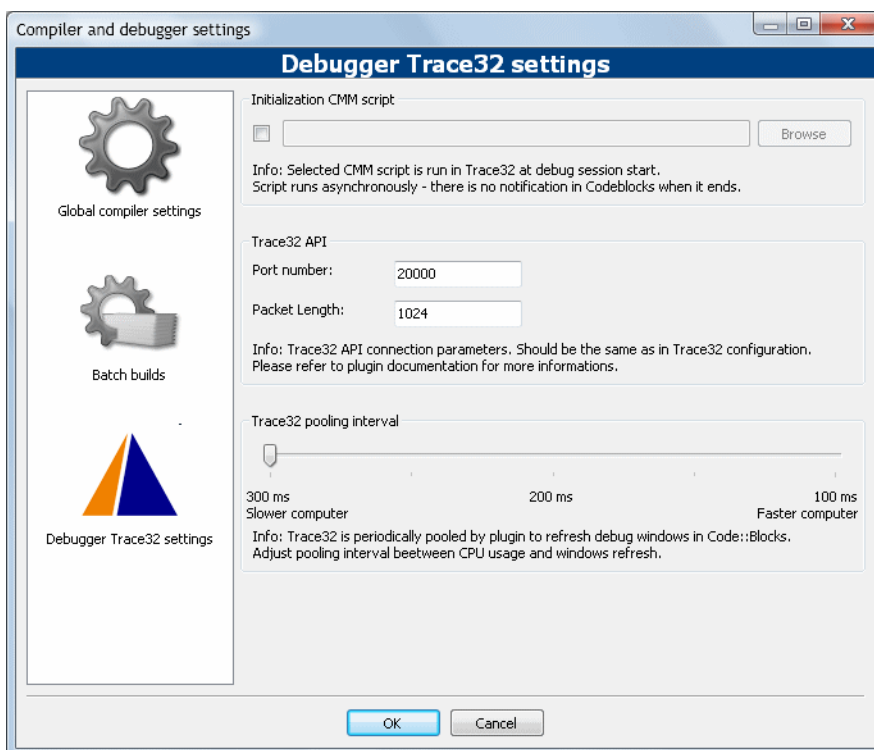 Compiler and debugger settings
Debugger Trace32 settings
Global compiler settings
Batch builds
Debugger Trace32 settings
Initialization CMM script
Browse
Info: Selected CMM script is run in Trace32 at debug session start.
Script runs asynchronously - there is no notification in Codeblocks when it ends.
Trace32 API
Port number: 20000
Packet Length: 1024
Info: Trace32 API connection parameters. Should be the same as in Trace32 configuration.
Please refer to plugin documentation for more informations.
Trace32 pooling interval
300 ms 200 ms 100 ms
Slower computer Faster computer
Info: Trace32 is periodically pooled by plugin to refresh debug windows in Code::Blocks.
Adjust pooling interval beetween CPU usage and windows refresh.
OK Cancel